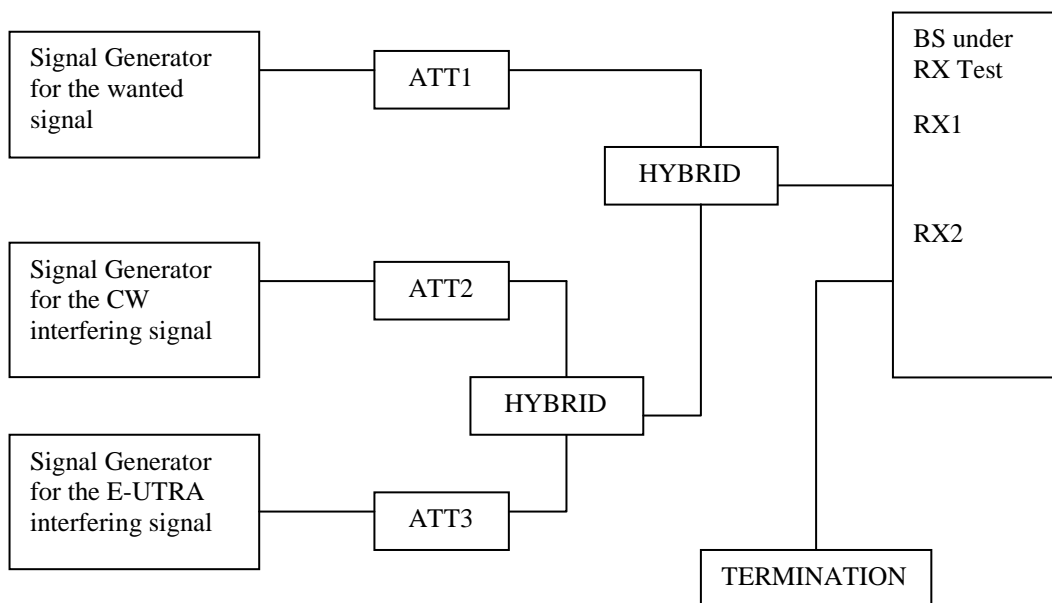 Signal Generator
for the wanted
signal
ATT1
HYBRID
BS under
RX Test
RX1
RX2
Signal Generator
for the CW
interfering signal
ATT2
HYBRID
Signal Generator
for the E-UTRA
interfering signal
ATT3
TERMINATION